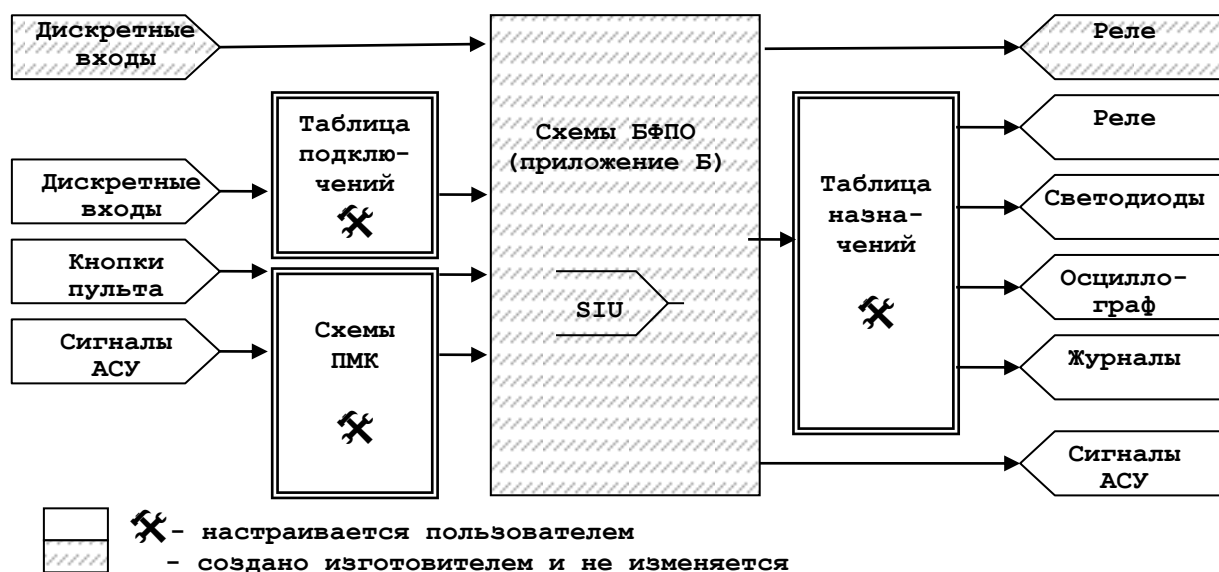 Дискретные
входы
Таблица
подклю-
чений
Дискретные
входы
Кнопки
пульта
Сигналы
АСУ
Схемы
ПМК
Схемы БФПО
(приложение Б)
SIU
Таблица
назна-
чений
Реле
Реле
Светодиоды
Осцилло-
граф
Журналы
Сигналы
АСУ
- настраивается пользователем
- создано изготовителем и не изменяется